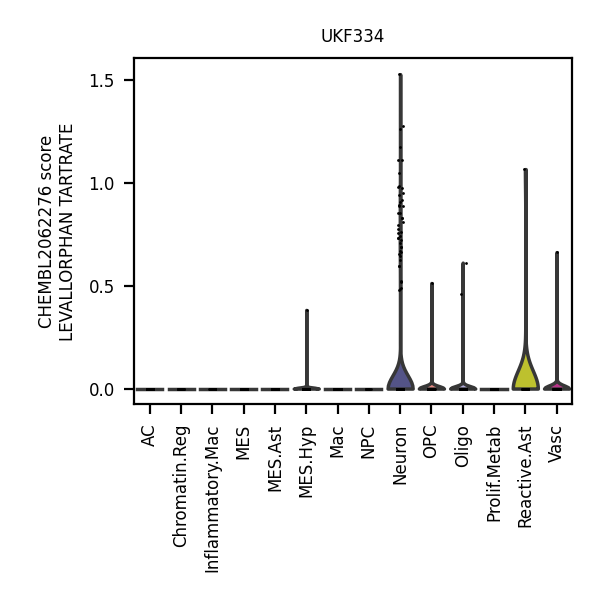 UKF334
CHEMBL2062276 score
LEVALLORPHAN TARTRATE
1.5
1.0
0.5
0.0
AC
Chromatin.Reg
Inflammatory.Mac
MES
MES.Ast
MES.Hyp
Mac
NPC
Neuron
OPC
Oligo
Prolif.Metab
Reactive.Ast
Vasc